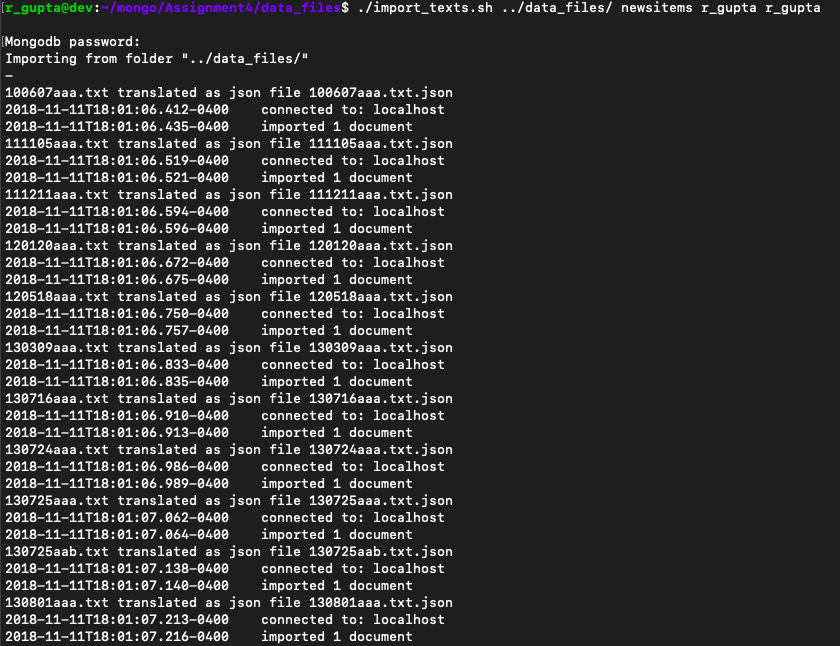 r_gupta@dev:~/mongo/Assignment4/data_files$ ./import_texts.sh ../data_files/ newsitems r_gupta r_gupta
Mongodb password:
Importing from folder "../data_files/"
—
100607aaa.txt translated as json file 100607aaa.txt.json
2018-11-11T18:01:06.412-0400    connected to: localhost
2018-11-11T18:01:06.435-0400    imported 1 document
111105aaa.txt translated as json file 111105aaa.txt.json
2018-11-11T18:01:06.519-0400    connected to: localhost
2018-11-11T18:01:06.521-0400    imported 1 document
111211aaa.txt translated as json file 111211aaa.txt.json
2018-11-11T18:01:06.594-0400    connected to: localhost
2018-11-11T18:01:06.596-0400    imported 1 document
120120aaa.txt translated as json file 120120aaa.txt.json
2018-11-11T18:01:06.672-0400    connected to: localhost
2018-11-11T18:01:06.675-0400    imported 1 document
120518aaa.txt translated as json file 120518aaa.txt.json
2018-11-11T18:01:06.750-0400    connected to: localhost
2018-11-11T18:01:06.757-0400    imported 1 document
130309aaa.txt translated as json file 130309aaa.txt.json
2018-11-11T18:01:06.833-0400    connected to: localhost
2018-11-11T18:01:06.835-0400    imported 1 document
130716aaa.txt translated as json file 130716aaa.txt.json
2018-11-11T18:01:06.910-0400    connected to: localhost
2018-11-11T18:01:06.913-0400    imported 1 document
130724aaa.txt translated as json file 130724aaa.txt.json
2018-11-11T18:01:06.986-0400    connected to: localhost
2018-11-11T18:01:06.989-0400    imported 1 document
130725aaa.txt translated as json file 130725aaa.txt.json
2018-11-11T18:01:07.062-0400    connected to: localhost
2018-11-11T18:01:07.064-0400    imported 1 document
130725aab.txt translated as json file 130725aab.txt.json
2018-11-11T18:01:07.138-0400    connected to: localhost
2018-11-11T18:01:07.140-0400    imported 1 document
130801aaa.txt translated as json file 130801aaa.txt.json
2018-11-11T18:01:07.213-0400    connected to: localhost
2018-11-11T18:01:07.216-0400    imported 1 document